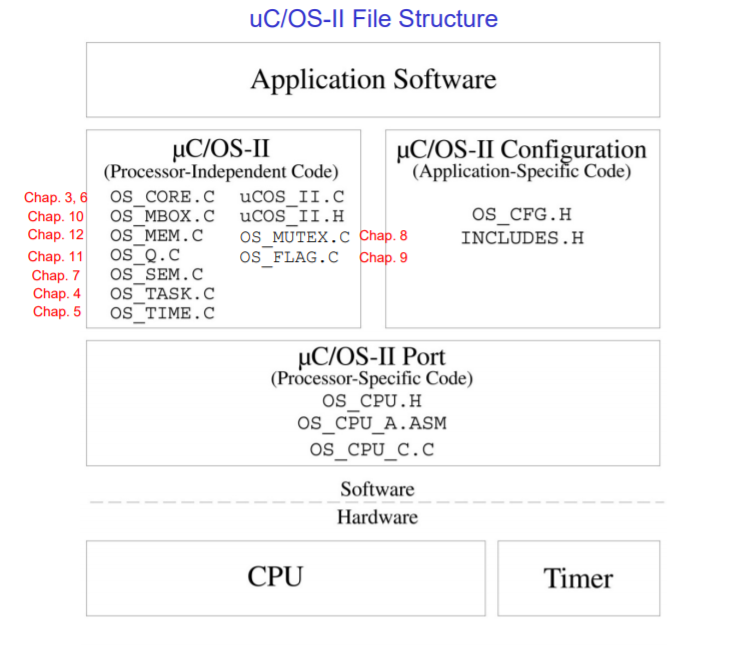 uC/OS-II File Structure
Application Software
µC/OS-II
(Processor-Independent Code)
Chap. 3, 6 OS_CORE.C uCOS_II.C
Chap. 10 OS_MBOX.C uCOS_II.H
Chap. 12 OS_MEM.C OS_MUTEX.C Chap. 8
Chap. 11 OS_Q.C OS_FLAG.C Chap. 9
Chap. 7 OS_SEM.C
Chap. 4 OS_TASK.C
Chap. 5 OS_TIME.C
µC/OS-II Configuration
(Application-Specific Code)
OS_CFG.H
INCLUDES.H
µC/OS-II Port
(Processor-Specific Code)
OS_CPU.H
OS_CPU_A.ASM
OS_CPU_C.C
Software
Hardware
CPU
Timer